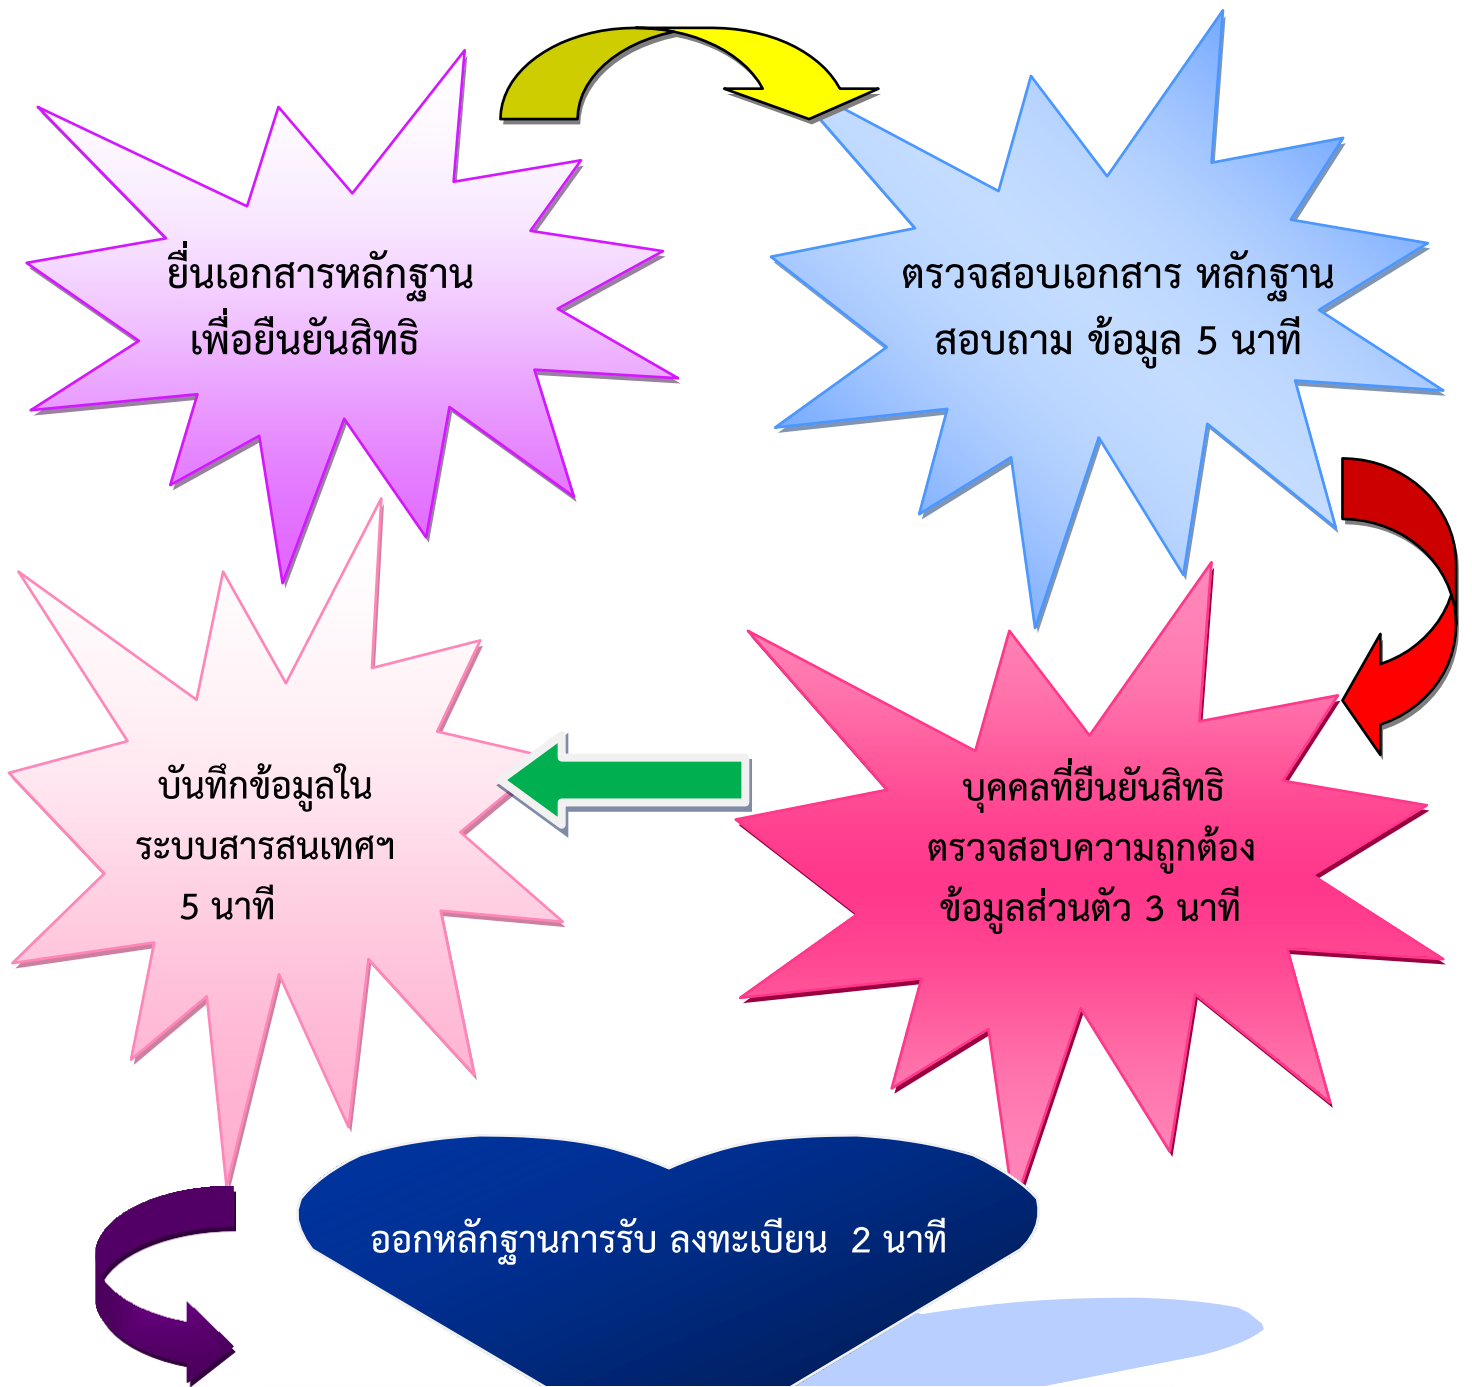 ยื่นเอกสารหลักฐาน
เพื่อยืนยันสิทธิ
ตรวจสอบเอกสาร หลักฐาน
สอบถาม ข้อมูล 5 นาที
บุคคลที่ยืนยันสิทธิ
ตรวจสอบความถูกต้อง
ข้อมูลส่วนตัว 3 นาที
บันทึกข้อมูลใน
ระบบสารสนเทศฯ
5 นาที
ออกหลักฐานการรับ ลงทะเบียน 2 นาที